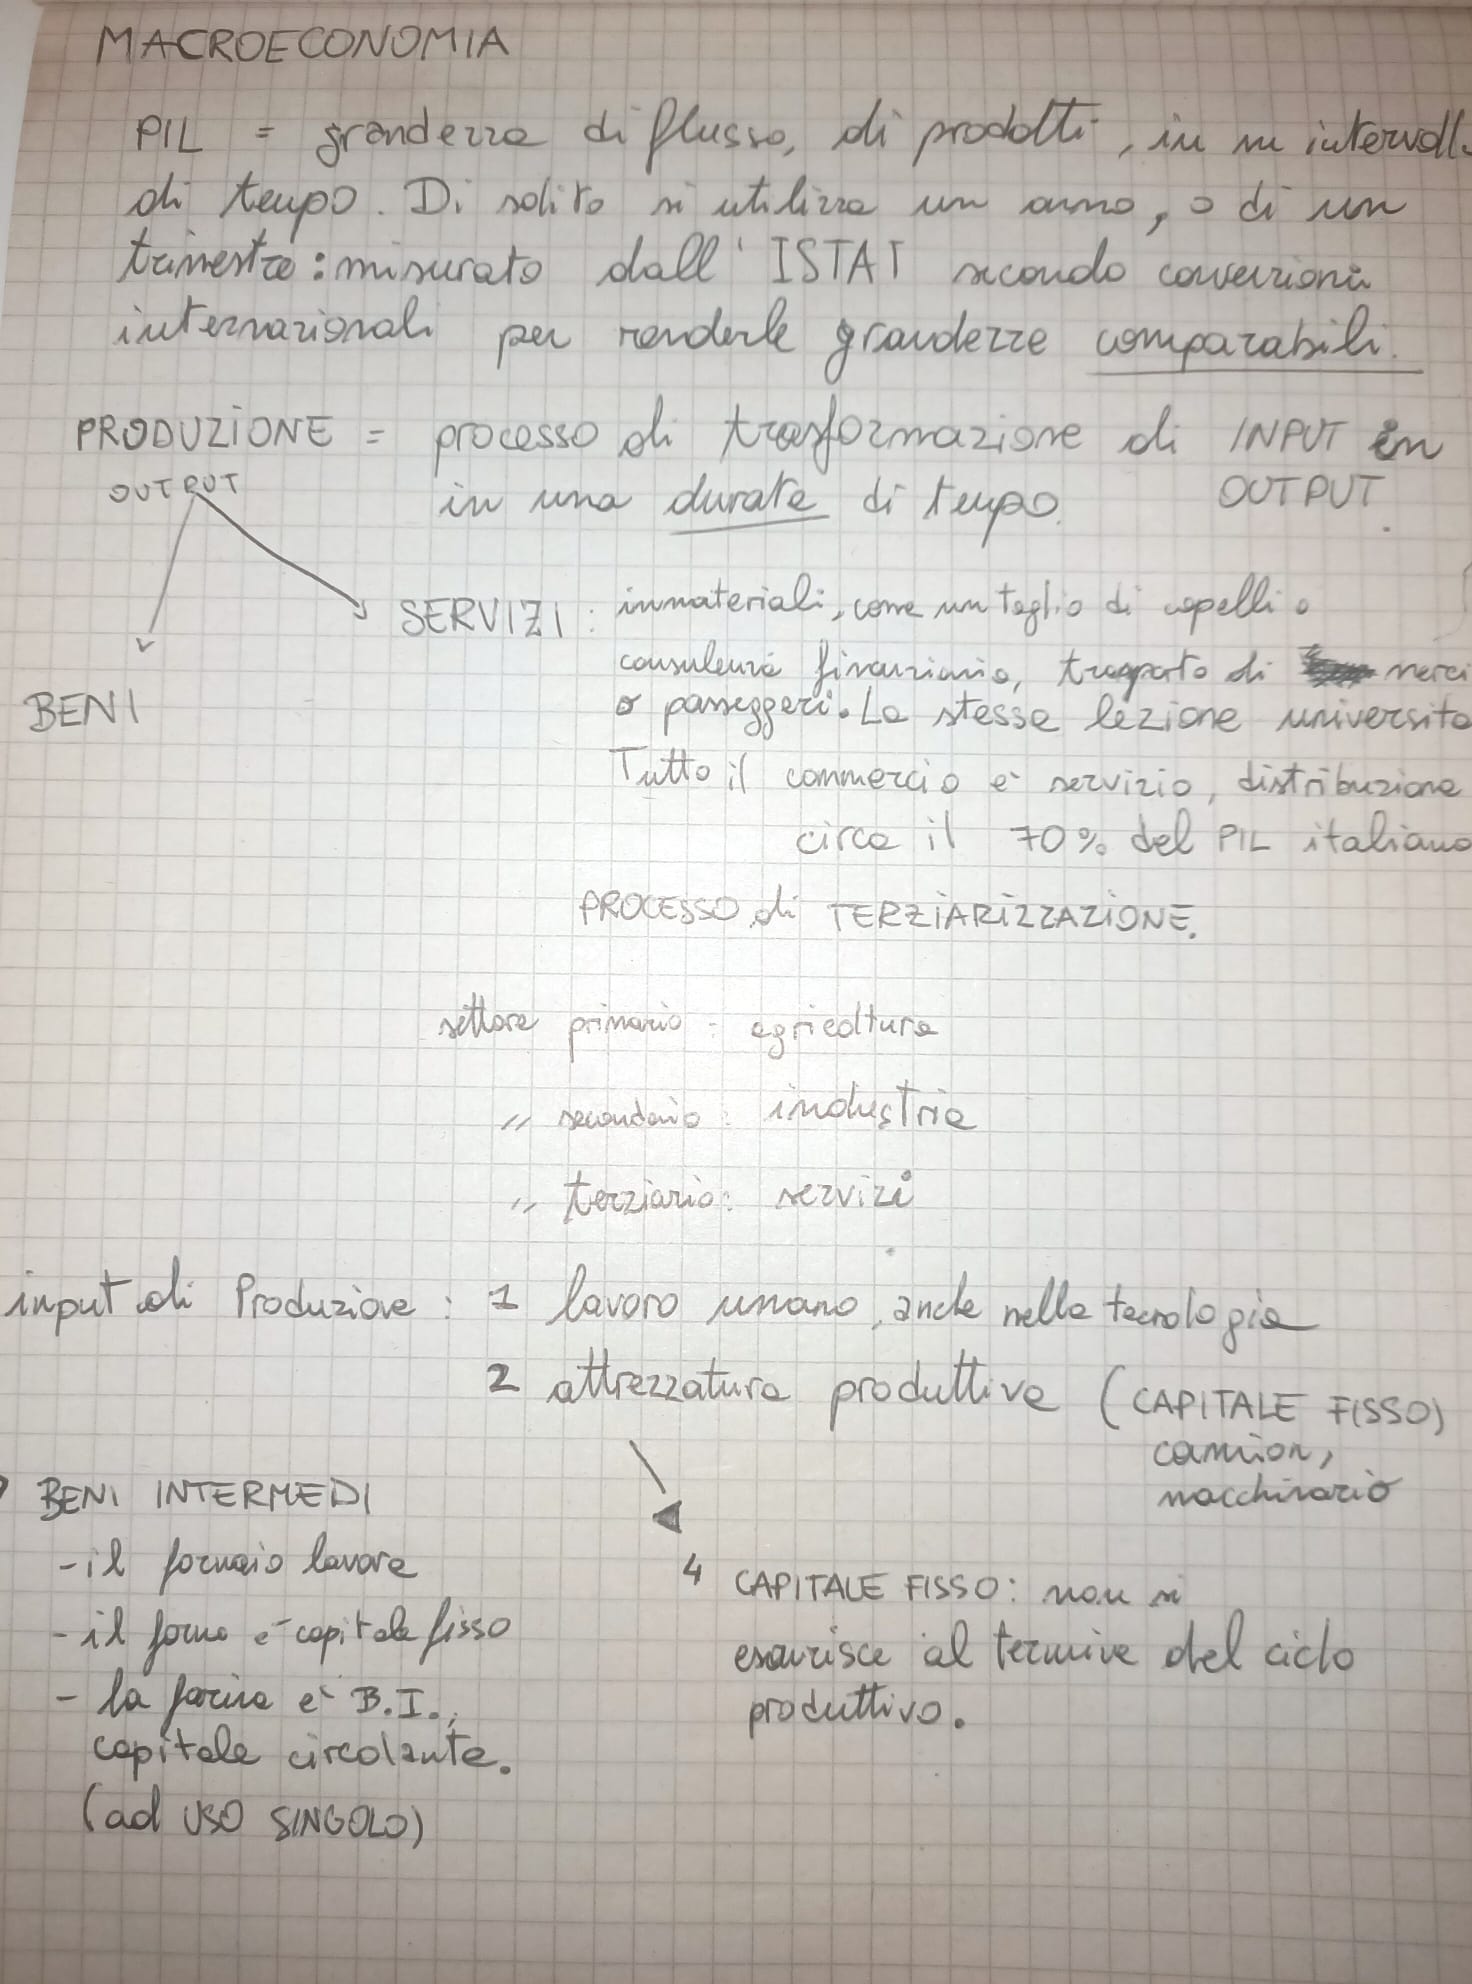 MACROECONOMIA
PIL = grandezza di flusso, di prodotti, in un intervall
di tempo. Di solito si utilizza un anno, o di un
trimestre: misurato dall' ISTAT secondo convenzioni
internazionali per renderle grandezze comparabili.
PRODUZIONE = processo di trasformazione di INPUT in
OUTPUT in una durata di tempo. OUTPUT.
SERVIZI: immateriali, come un taglio di capelli o
consulenza finanziaria, trasporto di merci
BENI o passeggeri. La stessa lezione universita
Tutto il commercio è servizio, distribuzione
circa il 70% del PIL italiano
PROCESSO di TERZIARIZZAZIONE.
settore primario: agricoltura
" secondario: industria
" terziario: servizi
input di Produzione: 1 lavoro umano, anche nella tecnologia
2 attrezzatura produttiva (CAPITALE FISSO)
camion,
macchinario
BENI INTERMEDI
- il fornaio lavora
- il forno è capitale fisso
- la farina è B.I.,
capitale circolante.
(ad USO SINGOLO)
4 CAPITALE FISSO: non si
esaurisce al termine del ciclo
produttivo.